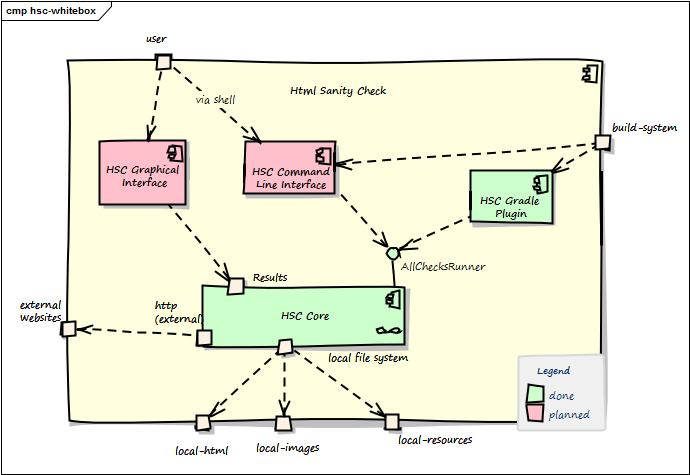 cmp hsc-whitebox
user
Html Sanity Check
via shell
build-system
HSC Graphical
Interface
HSC Command
Line Interface
HSC Gradle
Plugin
AllChecksRunner
Results
external
Websites
http
(external)
HSC Core
local file system
Legend
done
planned
local-html
local-images
local-resources